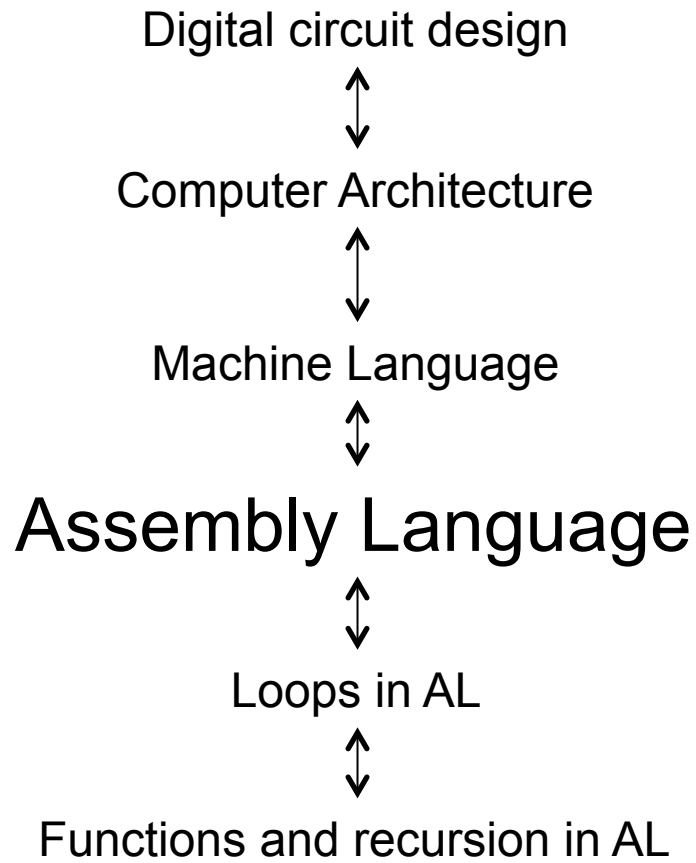 Digital circuit design
Computer Architecture
Machine Language
Assembly Language
Loops in AL
Functions and recursion in AL